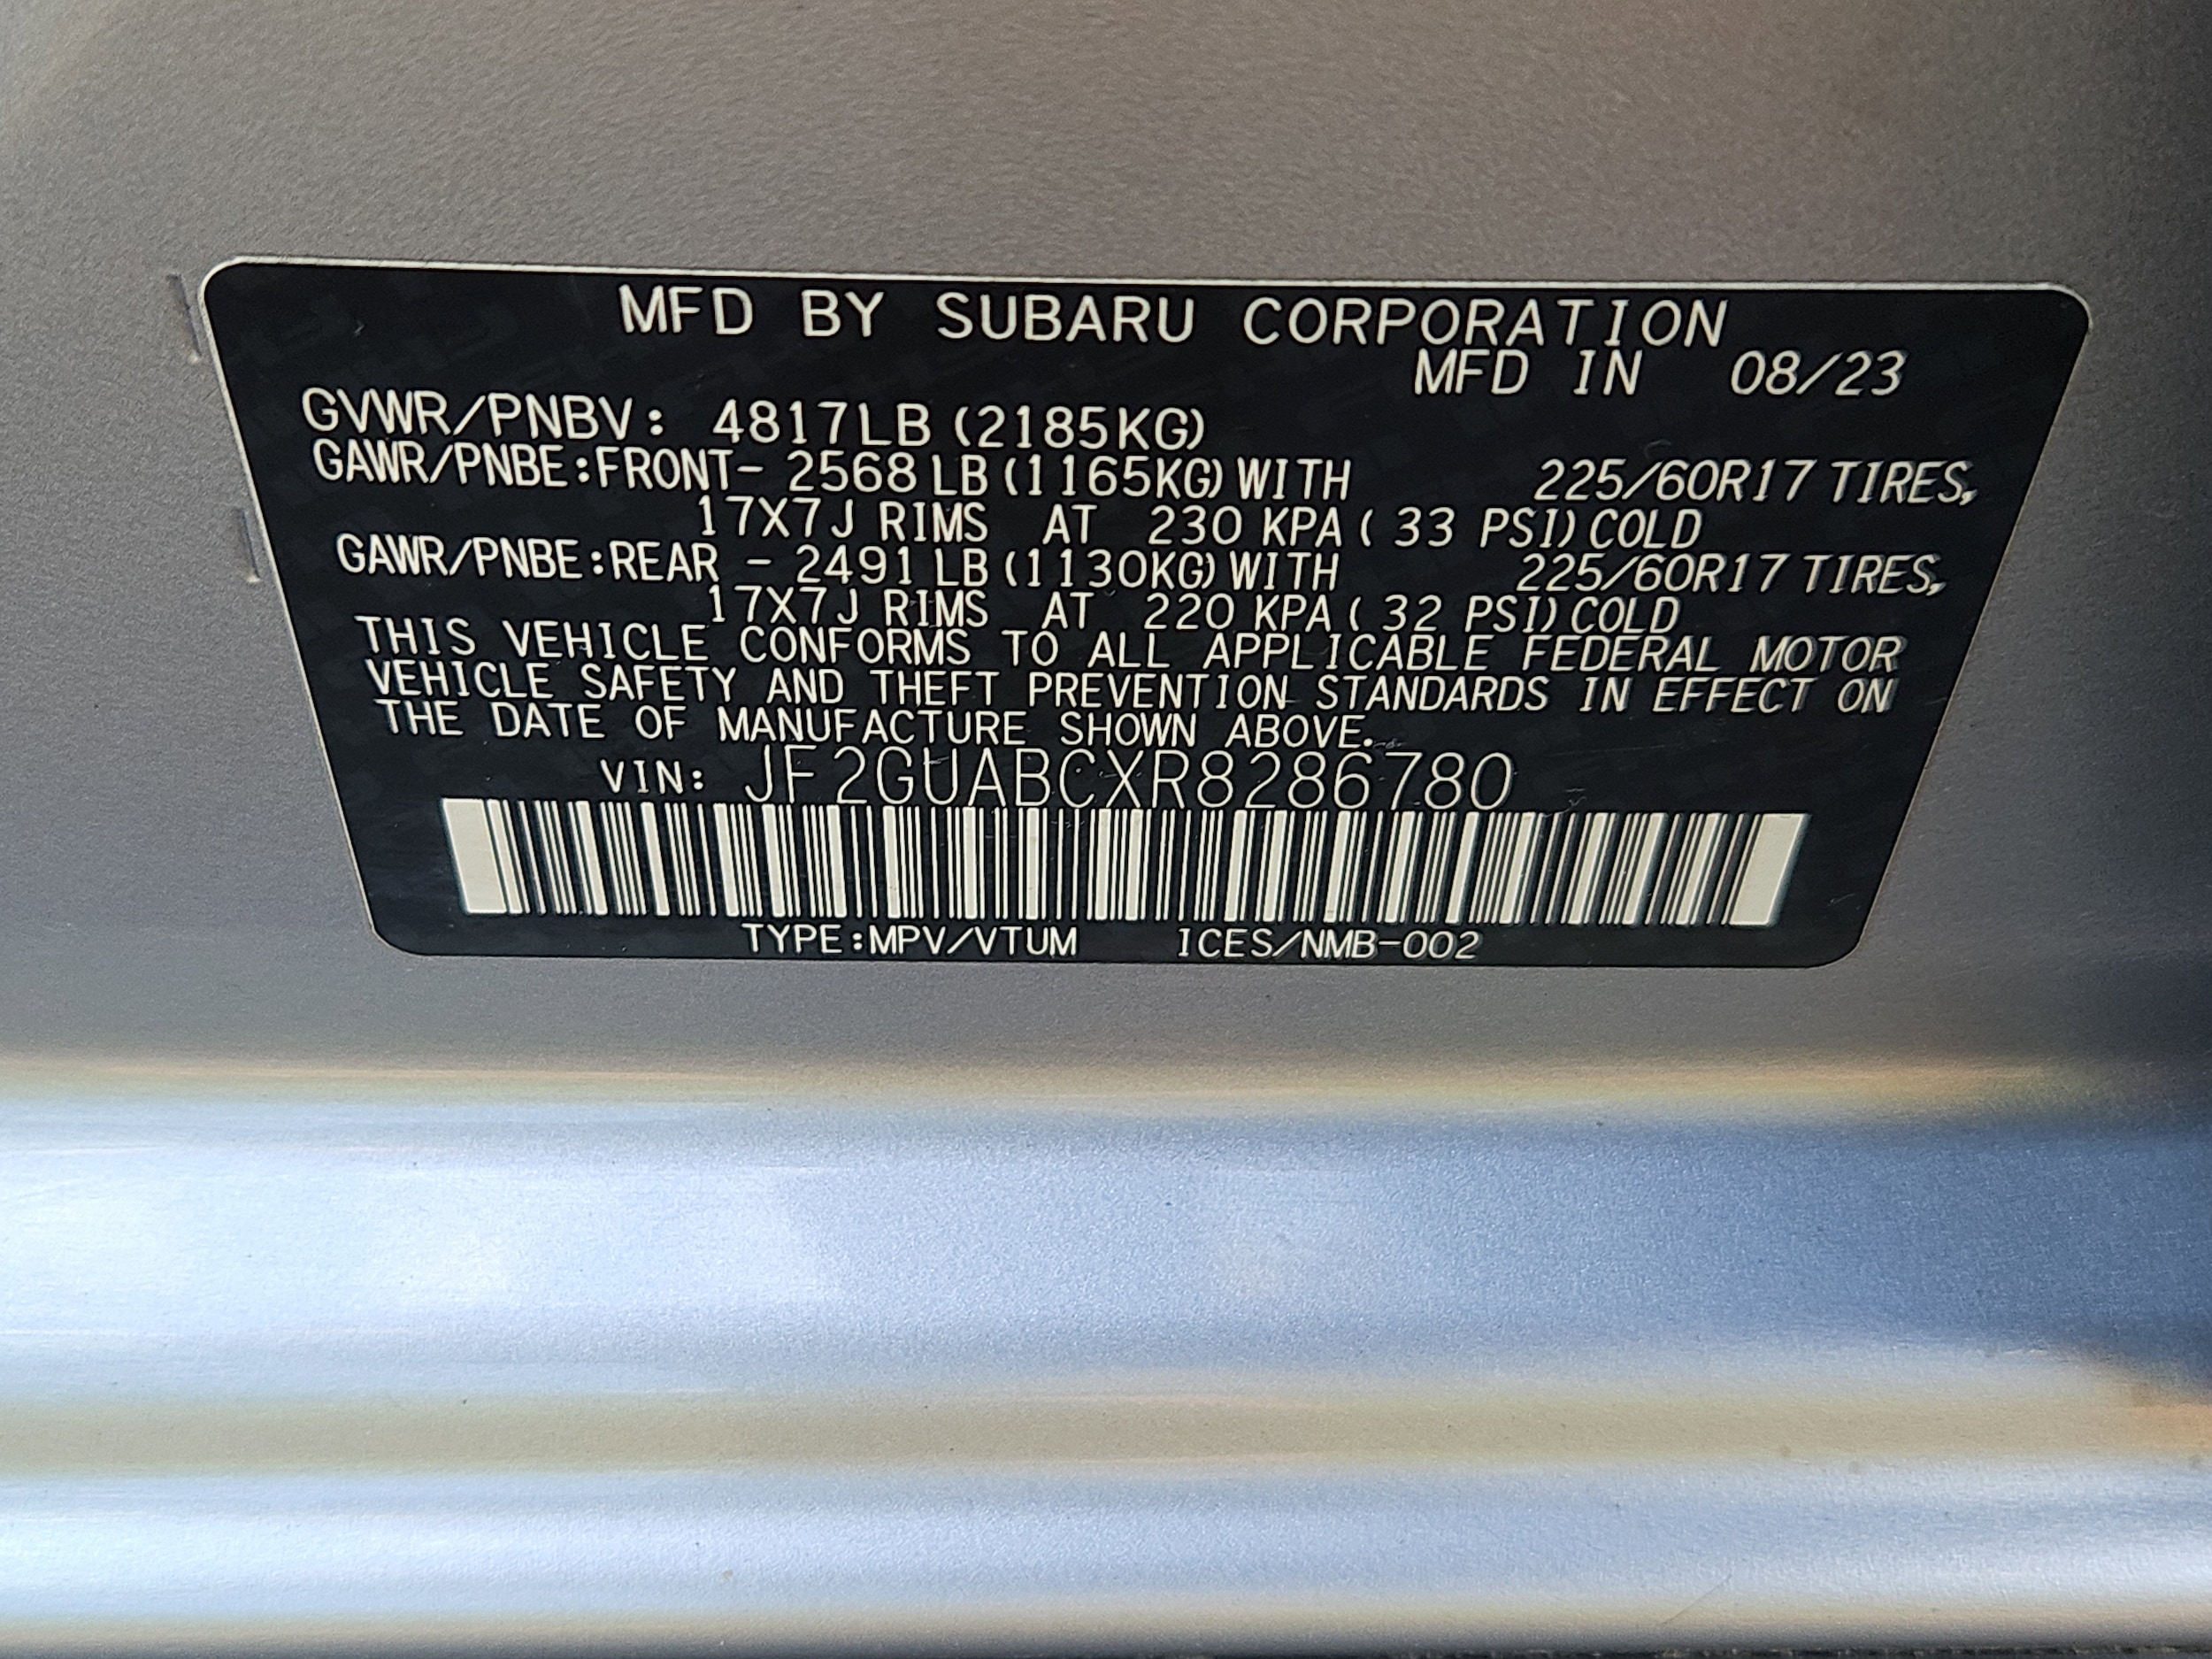 MFD BY SUBARU CORPORATION
MFD IN 08/23
GVWR/PNBV: 4817LB (2185KG)
GAWR/PNBE:FRONT- 2568 LB (1165KG) WITH 225/60R17 TIRES,
17X7J RIMS AT 230 KPA ( 33 PSI) COLD
GAWR/PNBE:REAR - 2491 LB (1130KG) WITH 225/60R17 TIRES,
17X7J RIMS AT 220 KPA ( 32 PSI) COLD
THIS VEHICLE CONFORMS TO ALL APPLICABLE FEDERAL MOTOR
VEHICLE SAFETY AND THEFT PREVENTION STANDARDS IN EFFECT ON
THE DATE OF MANUFACTURE SHOWN ABOVE.
VIN: JF2GUABCXR8286780
TYPE:MPV/VTUM ICES/NMB-002